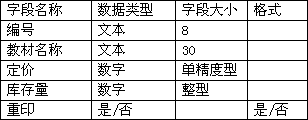 字段名称 数据类型 字段大小 格式
编号 文本 8
教材名称 文本 30
定价 数字 单精度型
库存量 数字 整型
重印 是/否 是/否